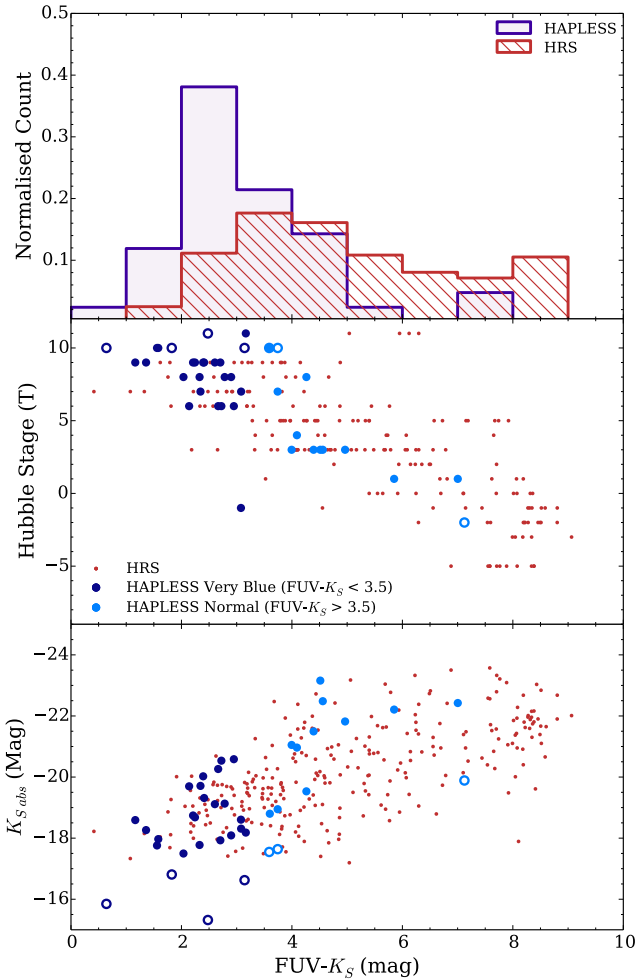 0.5
0.4
0.3
0.2
0.1
Normalised Count
HAPLESS
HRS
10
5
0
−5
Hubble Stage (T)
HRS
HAPLESS Very Blue (FUV-K_S < 3.5)
HAPLESS Normal (FUV-K_S > 3.5)
−24
−22
−20
−18
−16
K_S abs (Mag)
0 2 4 6 8 10
FUV-K_S (mag)